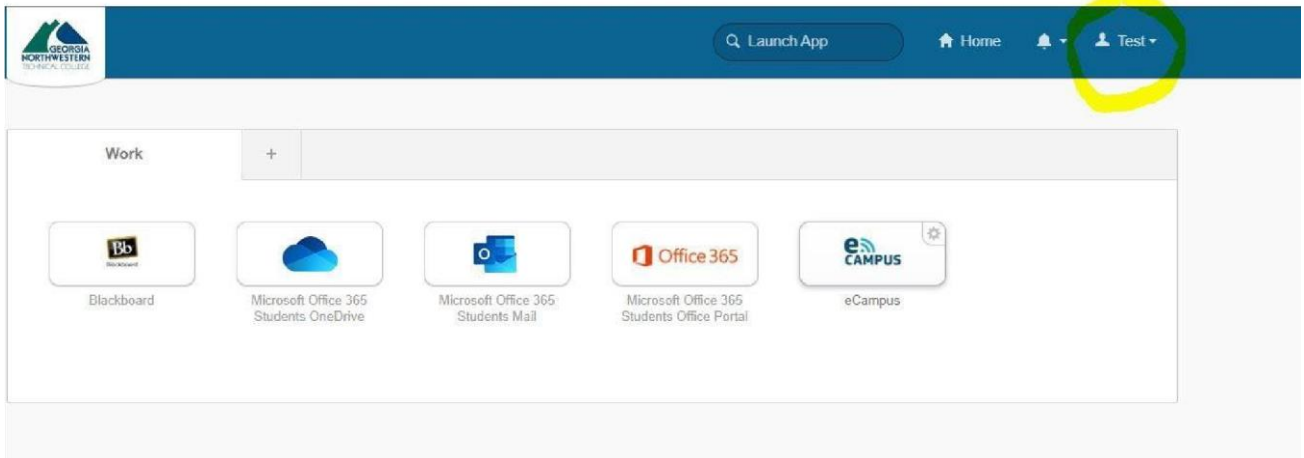 GEORGIA
NORTHWESTERN
TECHNICAL COLLEGE
Launch App
Home
Test
Work
+
Bb
Blackboard
Office 365
eCAMPUS
Blackboard
Microsoft Office 365
Students OneDrive
Microsoft Office 365
Students Mail
Microsoft Office 365
Students Office Portal
eCampus